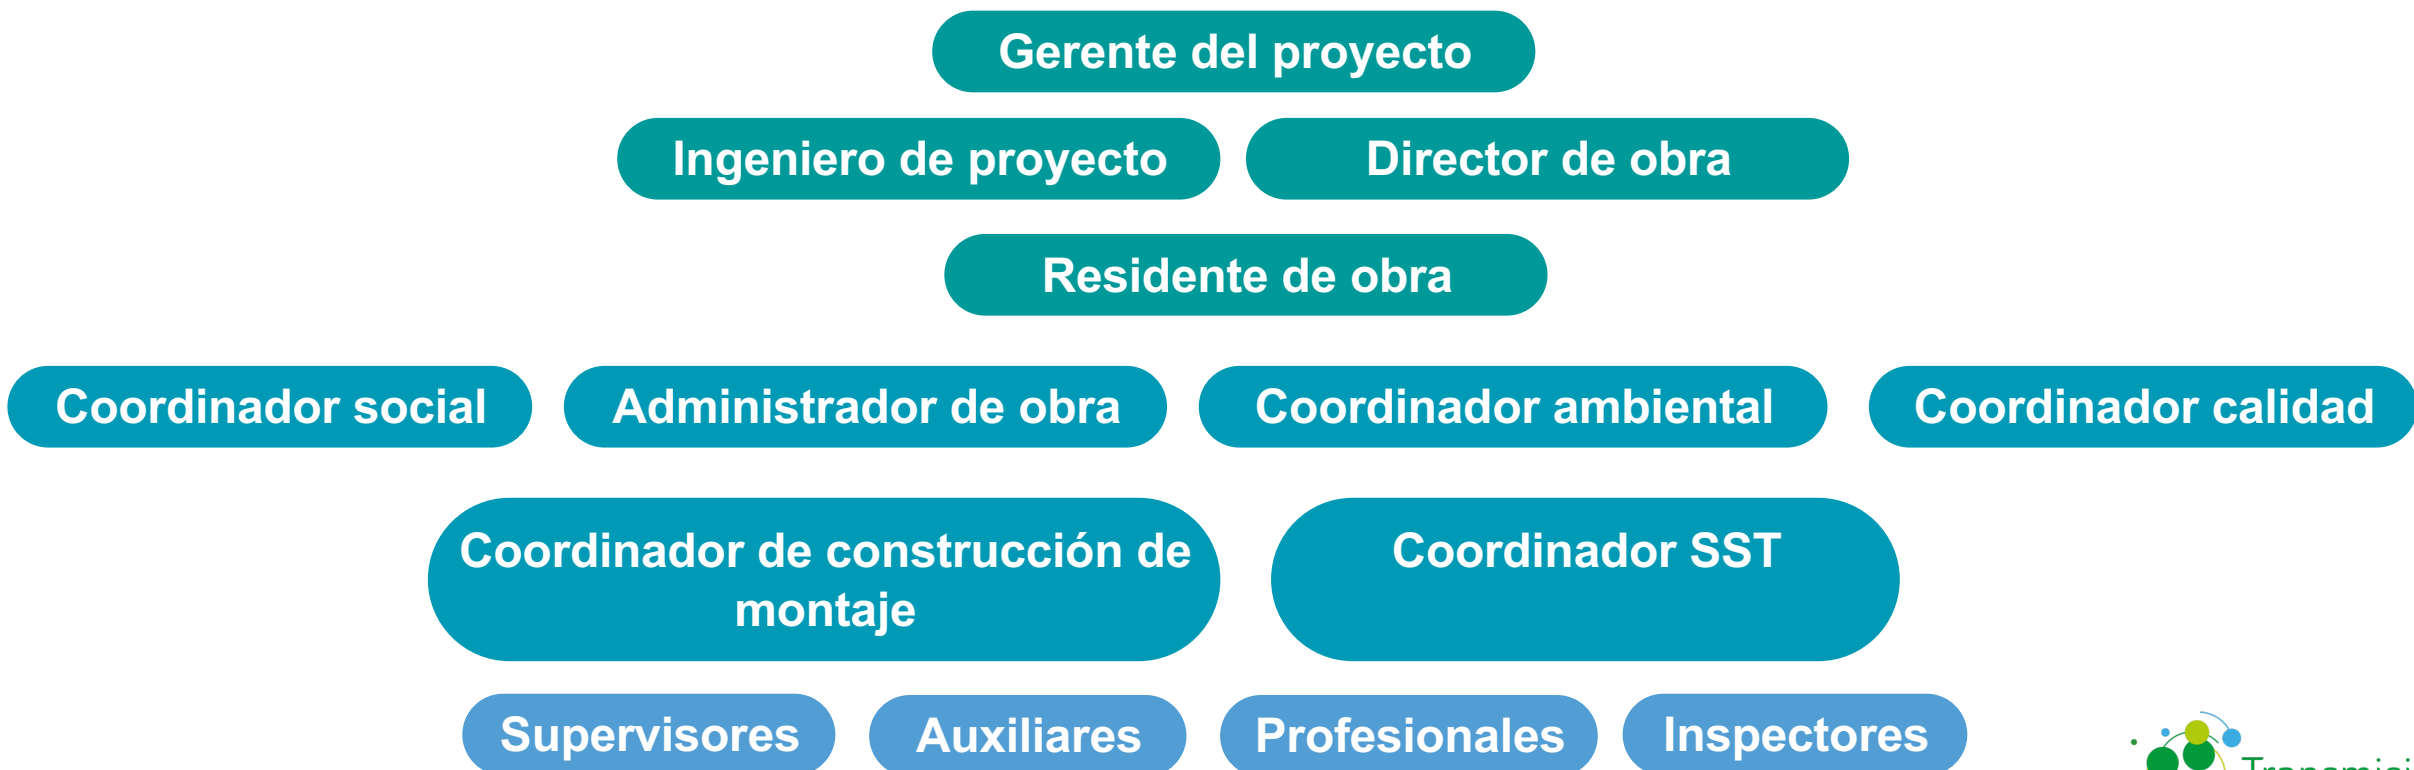 Gerente del proyecto
Ingeniero de proyecto
Director de obra
Residente de obra
Coordinador social
Administrador de obra
Coordinador ambiental
Coordinador calidad
Coordinador de construcción de
montaje
Coordinador SST
Supervisores
Auxiliares
Profesionales
Inspectores